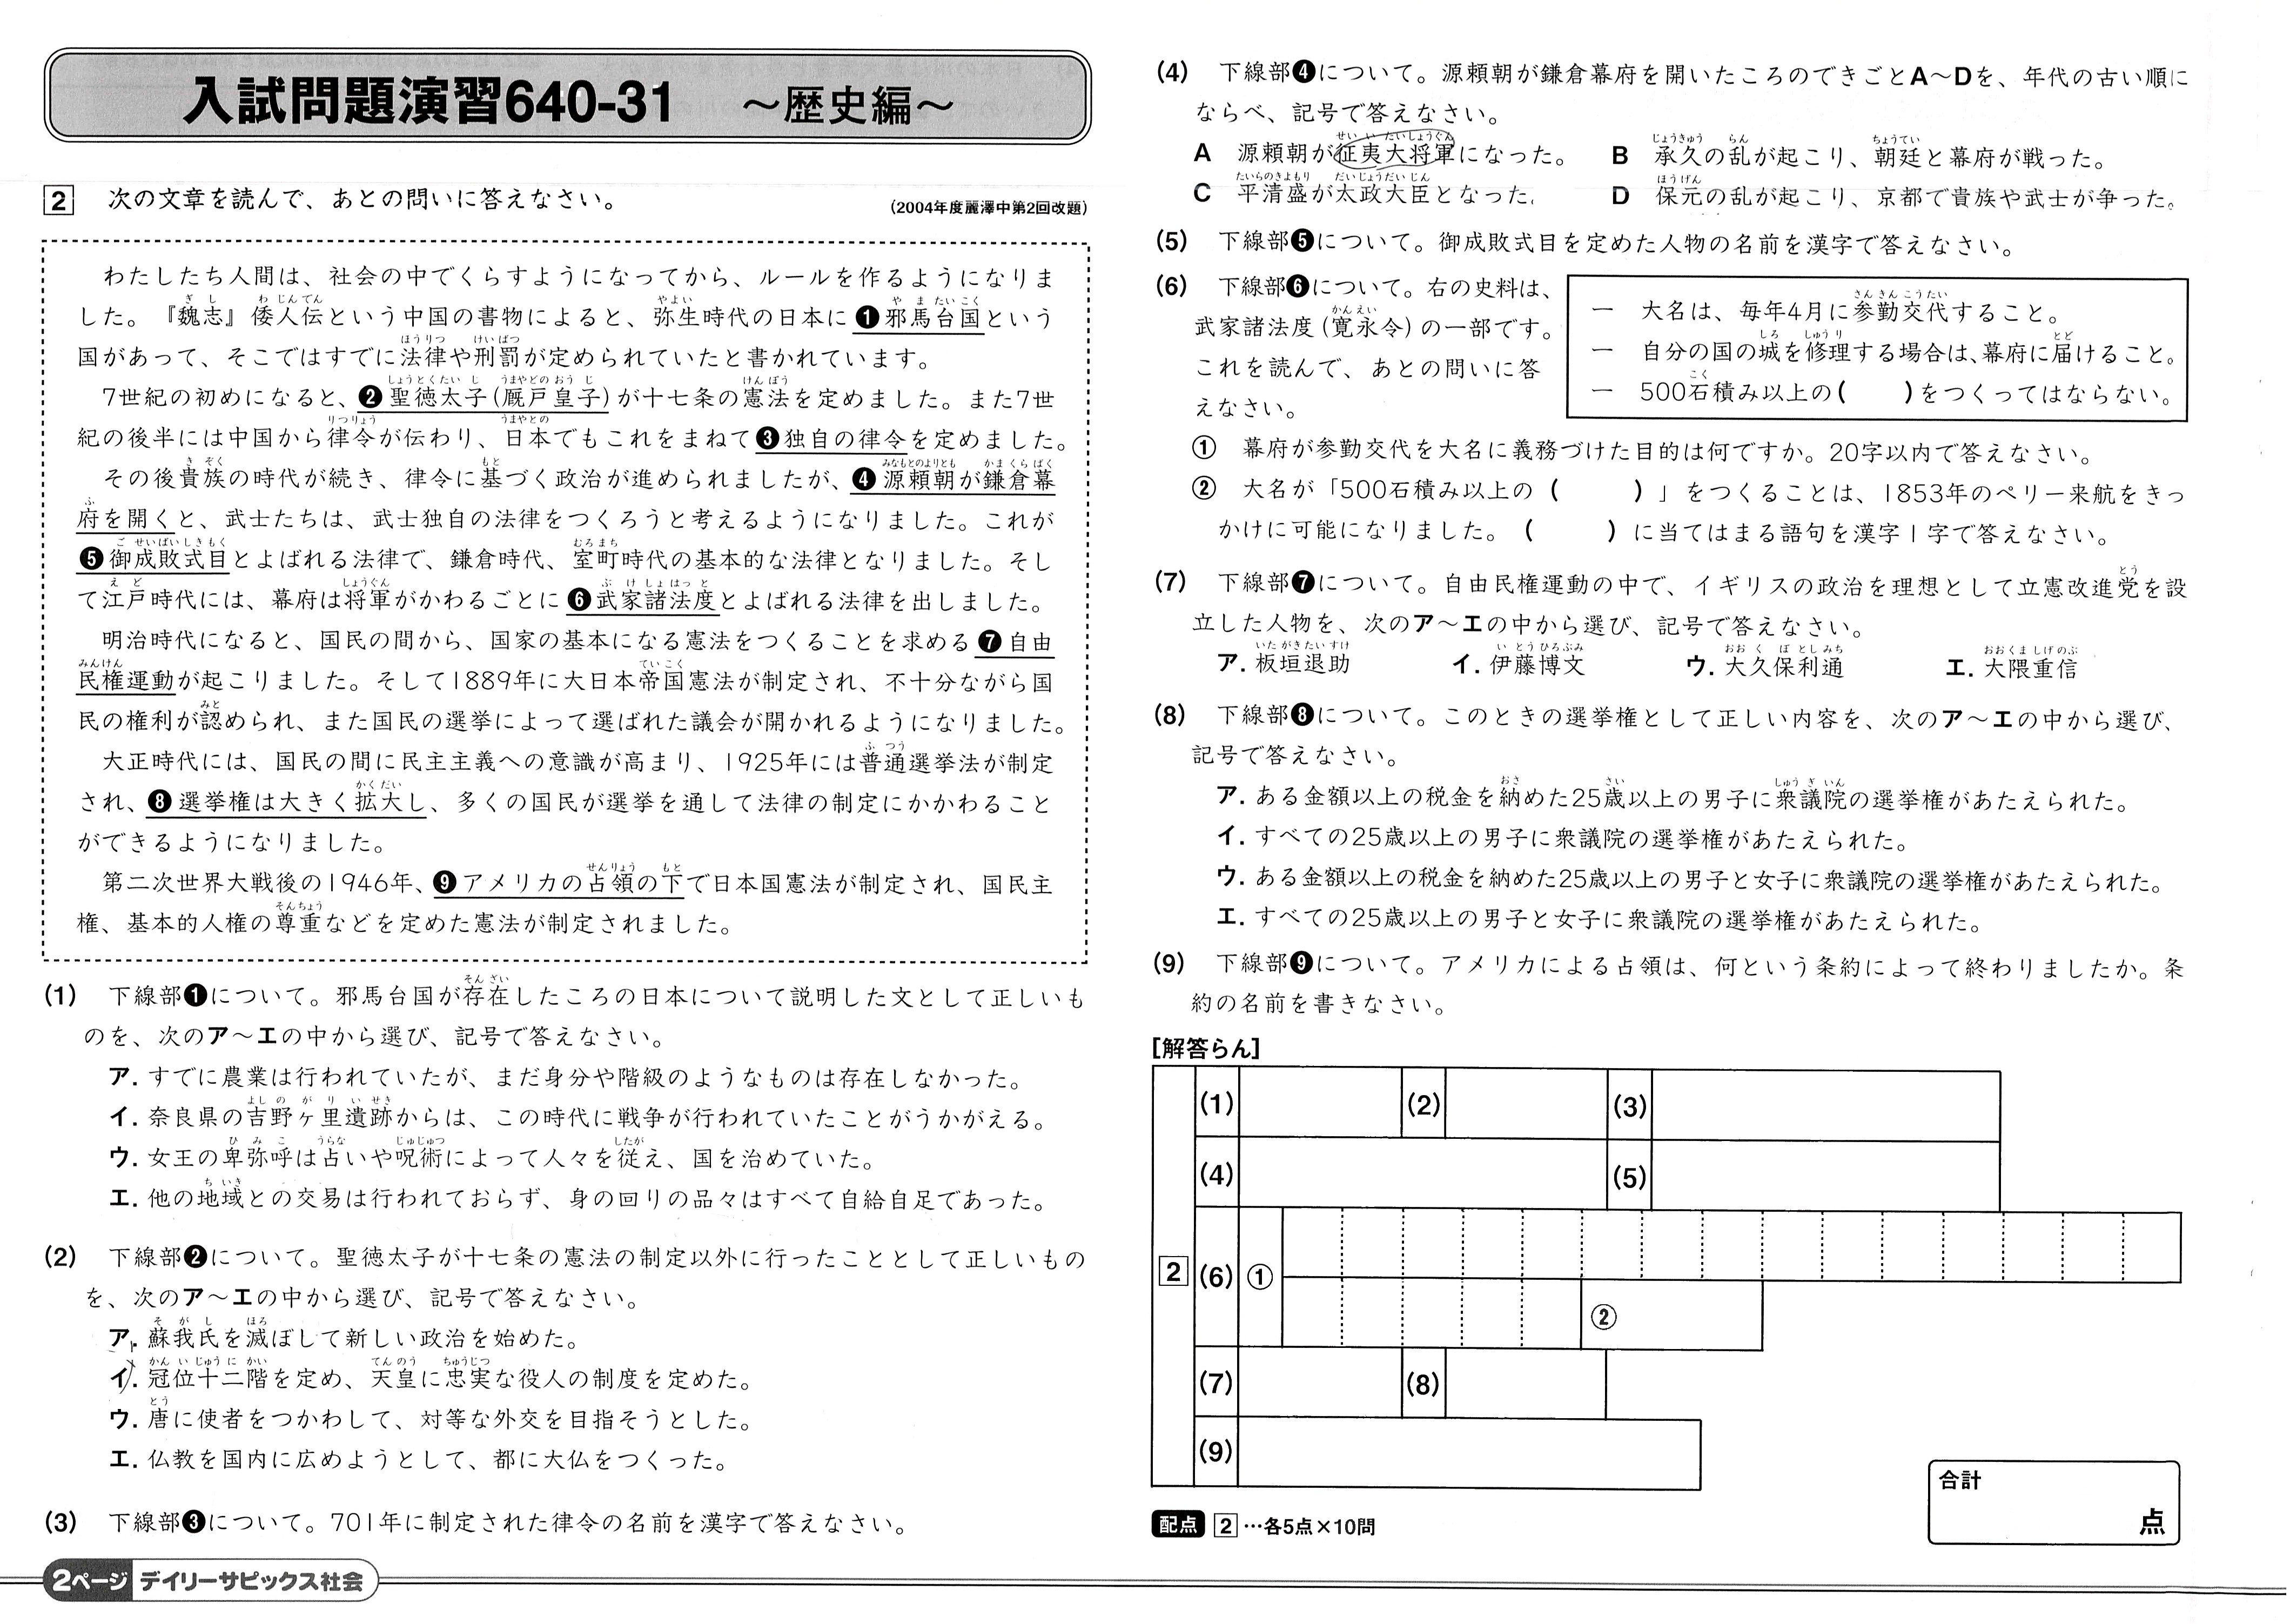 入試問題演習640-31 ～歴史編～
2 次の文章を読んで、あとの問いに答えなさい。
(2004年度麗澤中第2回改題)
わたしたち人間は、社会の中でくらすようになってから、ルールを作るようになりま
した。『魏志』倭人伝という中国の書物によると、弥生時代の日本に❶邪馬台国という
国があって、そこではすでに法律や刑罰が定められていたと書かれています。
7世紀の初めになると、❷聖徳太子(厩戸皇子)が十七条の憲法を定めました。また7世
紀の後半には中国から律令が伝わり、日本でもこれをまねて❸独自の律令を定めました。
その後貴族の時代が続き、律令に基づく政治が進められましたが、❹源頼朝が鎌倉幕
府を開くと、武士たちは、武士独自の法律をつくろうと考えるようになりました。これが
❺御成敗式目とよばれる法律で、鎌倉時代、室町時代の基本的な法律となりました。そし
て江戸時代には、幕府は将軍がかわるごとに❻武家諸法度とよばれる法律を出しました。
明治時代になると、国民の間から、国家の基本になる憲法をつくることを求める❼自由
民権運動が起こりました。そして1889年に大日本帝国憲法が制定され、不十分ながら国
民の権利が認められ、また国民の選挙によって選ばれた議会が開かれるようになりました。
大正時代には、国民の間に民主主義への意識が高まり、1925年には普通選挙法が制定
され、❽選挙権は大きく拡大し、多くの国民が選挙を通して法律の制定にかかわること
ができるようになりました。
第二次世界大戦後の1946年、❾アメリカの占領の下で日本国憲法が制定され、国民主
権、基本的人権の尊重などを定めた憲法が制定されました。
(1) 下線部❶について。邪馬台国が存在したころの日本について説明した文として正しいも
のを、次のア～エの中から選び、記号で答えなさい。
ア. すでに農業は行われていたが、まだ身分や階級のようなものは存在しなかった。
イ. 奈良県の吉野ヶ里遺跡からは、この時代に戦争が行われていたことがうかがえる。
ウ. 女王の卑弥呼は占いや呪術によって人々を従え、国を治めていた。
エ. 他の地域との交易は行われておらず、身の回りの品々はすべて自給自足であった。
(2) 下線部❷について。聖徳太子が十七条の憲法の制定以外に行ったこととして正しいもの
を、次のア～エの中から選び、記号で答えなさい。
ア. 蘇我氏を滅ぼして新しい政治を始めた。
イ. 冠位十二階を定め、天皇に忠実な役人の制度を定めた。
ウ. 唐に使者をつかわして、対等な外交を目指そうとした。
エ. 仏教を国内に広めようとして、都に大仏をつくった。
(3) 下線部❸について。701年に制定された律令の名前を漢字で答えなさい。
2ページ デイリーサピックス社会
(4) 下線部❹について。源頼朝が鎌倉幕府を開いたころのできごとA～Dを、年代の古い順に
ならべ、記号で答えなさい。
A 源頼朝が征夷大将軍になった。 B 承久の乱が起こり、朝廷と幕府が戦った。
C 平清盛が太政大臣となった。 D 保元の乱が起こり、京都で貴族や武士が争った。
(5) 下線部❺について。御成敗式目を定めた人物の名前を漢字で答えなさい。
(6) 下線部❻について。右の史料は、
武家諸法度(寛永令)の一部です。
これを読んで、あとの問いに答
えなさい。
一 大名は、毎年4月に参勤交代すること。
一 自分の国の城を修理する場合は、幕府に届けること。
一 500石積み以上の( )をつくってはならない。
① 幕府が参勤交代を大名に義務づけた目的は何ですか。20字以内で答えなさい。
② 大名が「500石積み以上の( )」をつくることは、1853年のペリー来航をきっ
かけに可能になりました。( )に当てはまる語句を漢字1字で答えなさい。
(7) 下線部❼について。自由民権運動の中で、イギリスの政治を理想として立憲改進党を設
立した人物を、次のア～エの中から選び、記号で答えなさい。
ア. 板垣退助 イ. 伊藤博文 ウ. 大久保利通 エ. 大隈重信
(8) 下線部❽について。このときの選挙権として正しい内容を、次のア～エの中から選び、
記号で答えなさい。
ア. ある金額以上の税金を納めた25歳以上の男子に衆議院の選挙権があたえられた。
イ. すべての25歳以上の男子に衆議院の選挙権があたえられた。
ウ. ある金額以上の税金を納めた25歳以上の男子と女子に衆議院の選挙権があたえられた。
エ. すべての25歳以上の男子と女子に衆議院の選挙権があたえられた。
(9) 下線部❾について。アメリカによる占領は、何という条約によって終わりましたか。条
約の名前を書きなさい。
[解答らん]
2
(1) (2) (3)
(4) (5)
(6) ①
②
(7) (8)
(9)
合計
点
配点 2 …各5点×10問